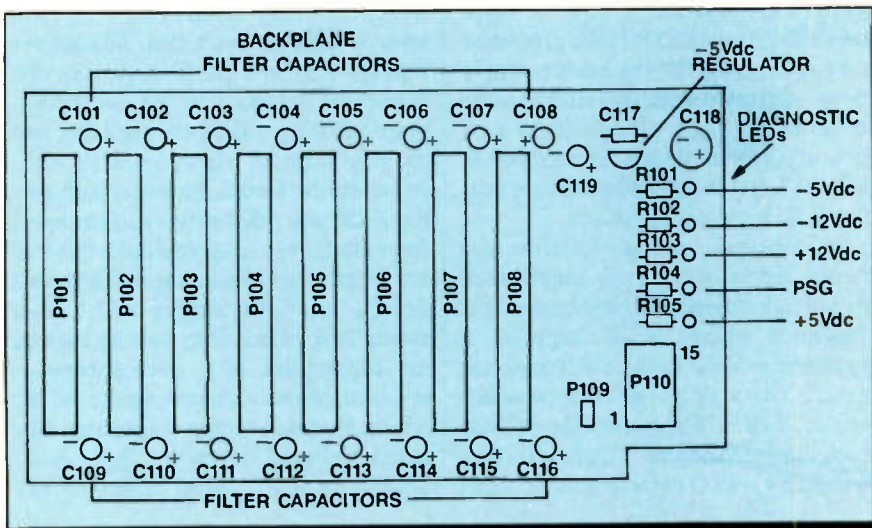 BACKPLANE
FILTER CAPACITORS
−5Vdc
REGULATOR
C101 C102 C103 C104 C105 C106 C107 C108 C117 C118
DIAGNOSTIC
LEDs
C119
R101 −5Vdc
R102 −12Vdc
R103 +12Vdc
R104 PSG
R105 +5Vdc
P101 P102 P103 P104 P105 P106 P107 P108
15
P110
P109
1
C109 C110 C111 C112 C113 C114 C115 C116
FILTER CAPACITORS